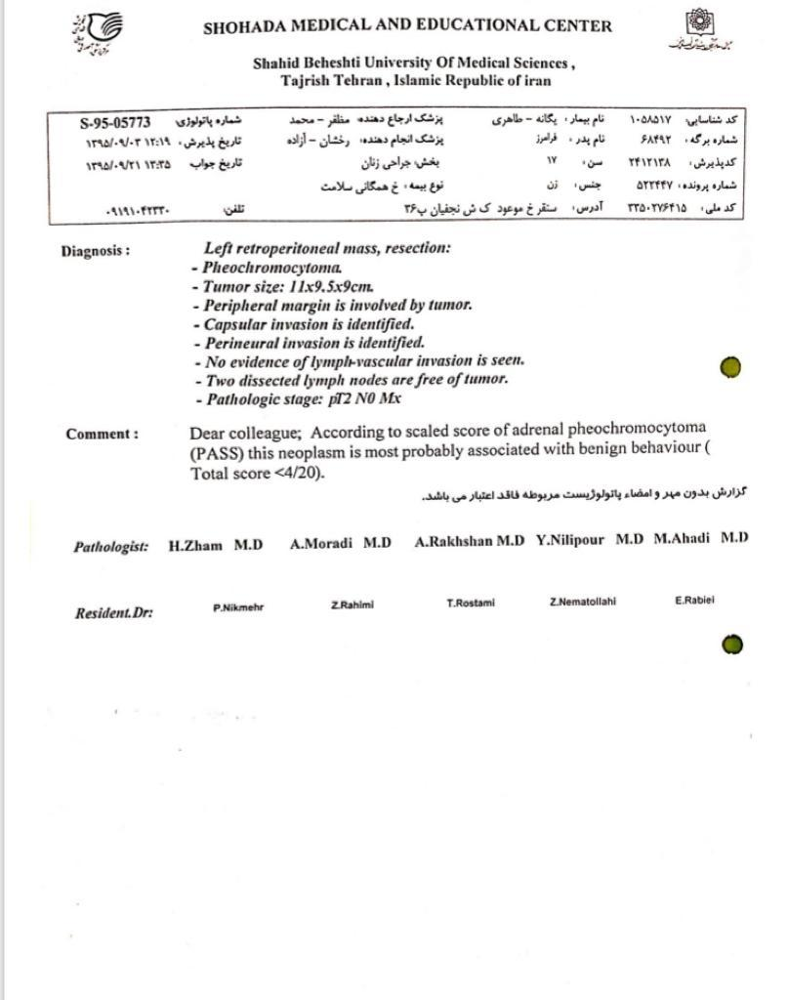 SHOHADA MEDICAL AND EDUCATIONAL CENTER
Shahid Beheshti University Of Medical Sciences ,
Tajrish Tehran , Islamic Republic of iran
کد شناسایی: ۱۰۵۸۵۱۷ نام بیمار: یگانه - طاهری پزشک ارجاع دهنده: مظفر - محمد شماره پاتولوژی S-95-05773
شماره برگه: ۶۸۴۹۲ نام پدر: فرامرز پزشک انجام دهنده: رخشان - آزاده تاریخ پذیرش: ۱۳۹۵/۰۹/۰۳ ۱۲:۱۹
کدپذیرش: ۲۴۱۲۱۳۸ سن: ۱۷ بخش: جراحی زنان تاریخ جواب ۱۳۹۵/۰۹/۲۱ ۱۳:۳۵
شماره پرونده: ۵۲۲۴۴۷ جنس: زن نوع بیمه: خ همگانی سلامت
کد ملی: ۳۳۵۰۲۷۶۴۱۵ آدرس: سنقر خ موعود ک ش نجفیان پ۳۶ تلفن: ۰۹۱۹۱۰۴۲۳۳۰
Diagnosis : Left retroperitoneal mass, resection:
- Pheochromocytoma.
- Tumor size: 11x9.5x9cm.
- Peripheral margin is involved by tumor.
- Capsular invasion is identified.
- Perineural invasion is identified.
- No evidence of lymph-vascular invasion is seen.
- Two dissected lymph nodes are free of tumor.
- Pathologic stage: pT2 N0 Mx
Comment : Dear colleague; According to scaled score of adrenal pheochromocytoma
(PASS) this neoplasm is most probably associated with benign behaviour (
Total score <4/20).
گزارش بدون مهر و امضاء پاتولوژیست مربوطه فاقد اعتبار می باشد.
Pathologist: H.Zham M.D A.Moradi M.D A.Rakhshan M.D Y.Nilipour M.D M.Ahadi M.D
Resident.Dr: P.Nikmehr Z.Rahimi T.Rostami Z.Nematollahi E.Rabiei